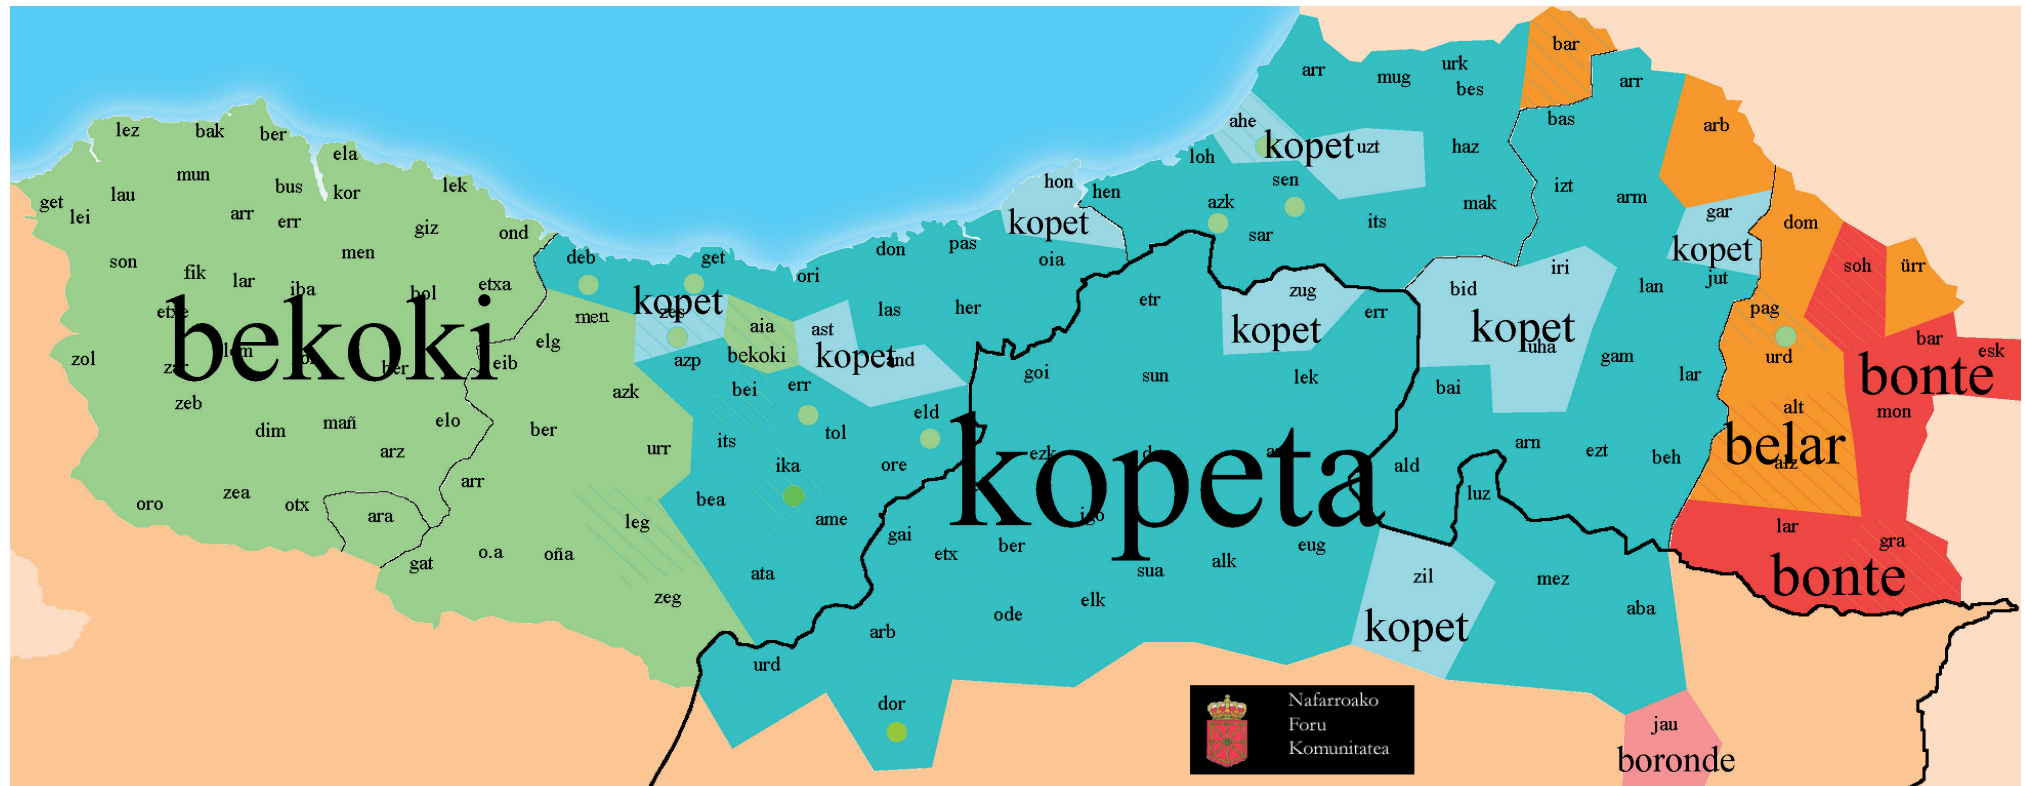 bar
arr
mug
urk
bes
arr
lez
bak
ber
ahe
bas
arb
ela
kopet
uzt
haz
loh
mun
bus
kor
lek
hon
hen
sen
izt
arm
lau
get
lei
arr
err
giz
ond
azk
mak
its
sar
gar
dom
kopet
don
pas
oia
kopet
men
son
fik
lar
iba
bol
etxa
deb
get
ori
iri
bid
lan
jut
soh
ürr
kopet
zug
etr
err
pag
etxe
bekoki
men
elg
aia
ast
las
her
kopet
kopet
uha
urd
bar
esk
zol
ber
eib
azp
bekoki
kopet
and
goi
sun
lek
gam
lar
bonte
zeb
azk
bei
err
bai
alt
mon
dim
mañ
elo
arz
ber
urr
its
tol
eld
ore
ezk
kopeta
ald
arn
ezt
beh
belar
alz
oro
zea
otx
ara
arr
ika
bea
ame
luz
igo
lar
gra
gat
o.a
oña
leg
zeg
ata
gai
etx
ber
sua
alk
eug
zil
kopet
mez
aba
bonte
elk
ode
arb
urd
dor
Nafarroako
Foru
Komunitatea
jau
boronde